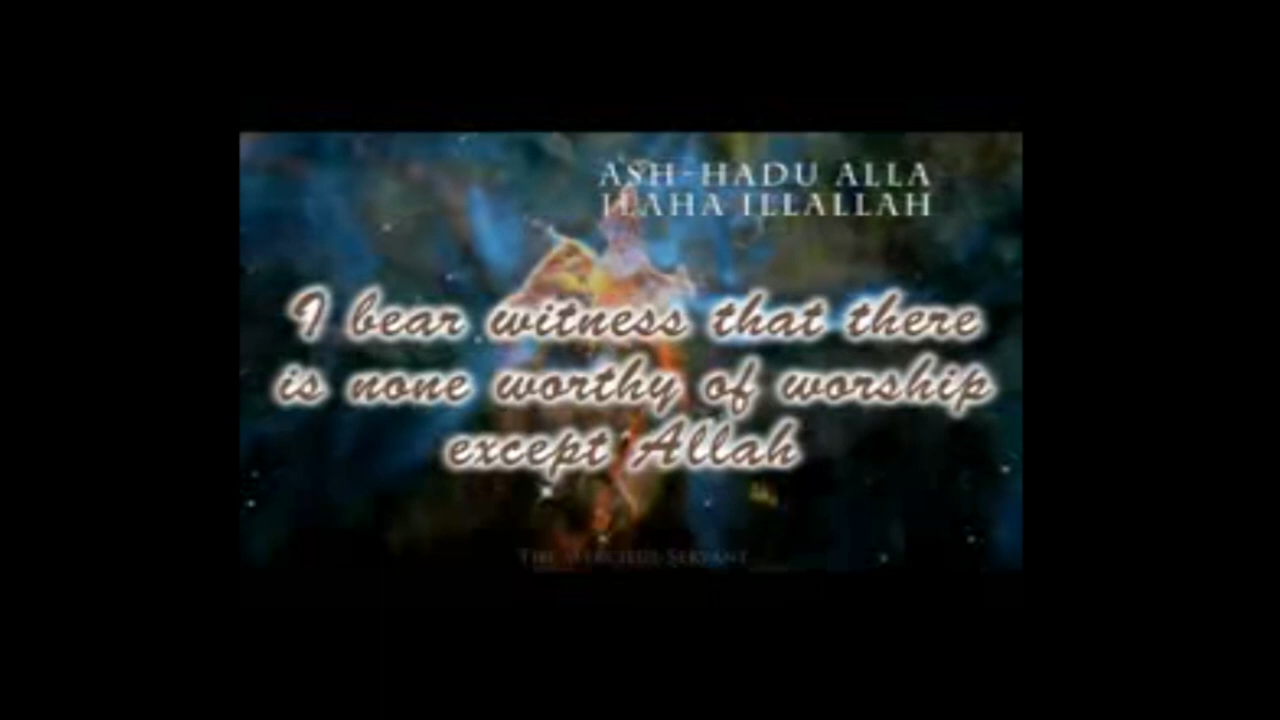 ASH-HADU ALLA
ILAHA ILLALLAH
I bear witness that there
is none worthy of worship
except Allah
The Merciful Servant